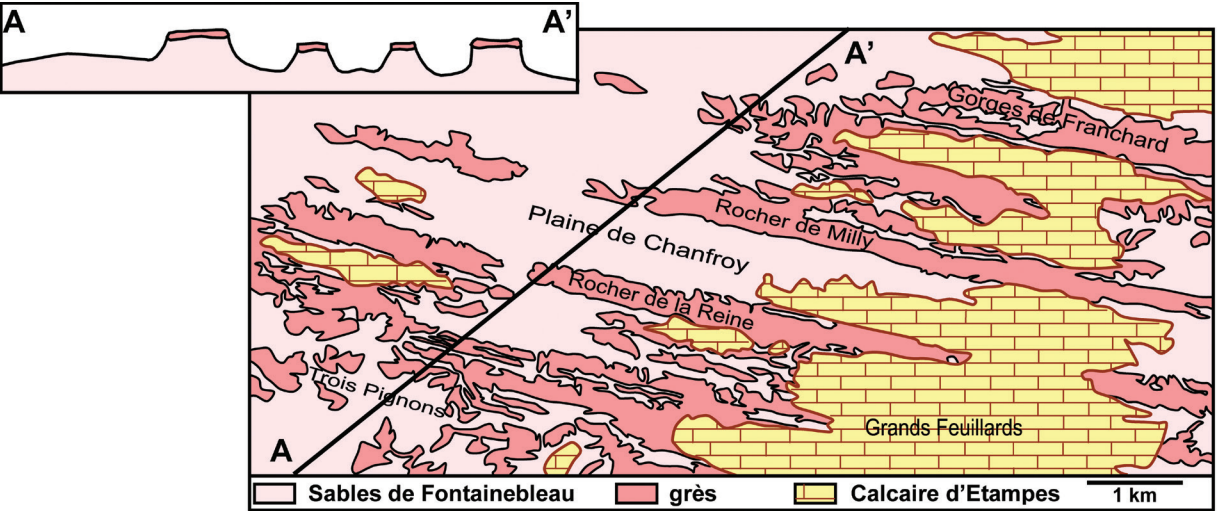 A A'
A'
Gorges de Franchard
Rocher de Milly
Plaine de Chanfroy
Rocher de la Reine
Trois Pignons
Grands Feuillards
A
Sables de Fontainebleau grès Calcaire d'Etampes 1 km